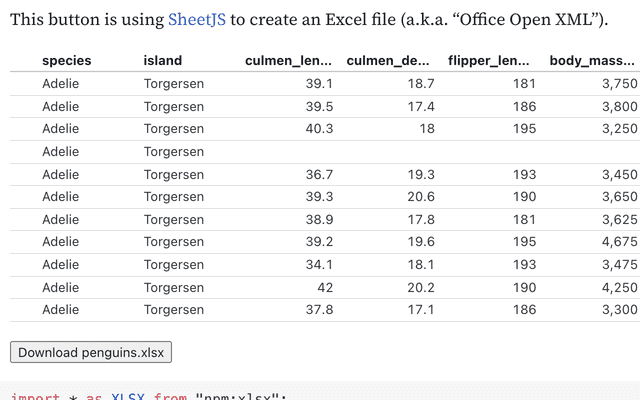 This button is using SheetJS to create an Excel file (a.k.a. “Office Open XML”).
species island culmen_len... culmen_de... flipper_len... body_mass...
Adelie Torgersen 39.1 18.7 181 3,750
Adelie Torgersen 39.5 17.4 186 3,800
Adelie Torgersen 40.3 18 195 3,250
Adelie Torgersen
Adelie Torgersen 36.7 19.3 193 3,450
Adelie Torgersen 39.3 20.6 190 3,650
Adelie Torgersen 38.9 17.8 181 3,625
Adelie Torgersen 39.2 19.6 195 4,675
Adelie Torgersen 34.1 18.1 193 3,475
Adelie Torgersen 42 20.2 190 4,250
Adelie Torgersen 37.8 17.1 186 3,300
Download penguins.xlsx
import * as XLSX from "npm:xlsx";